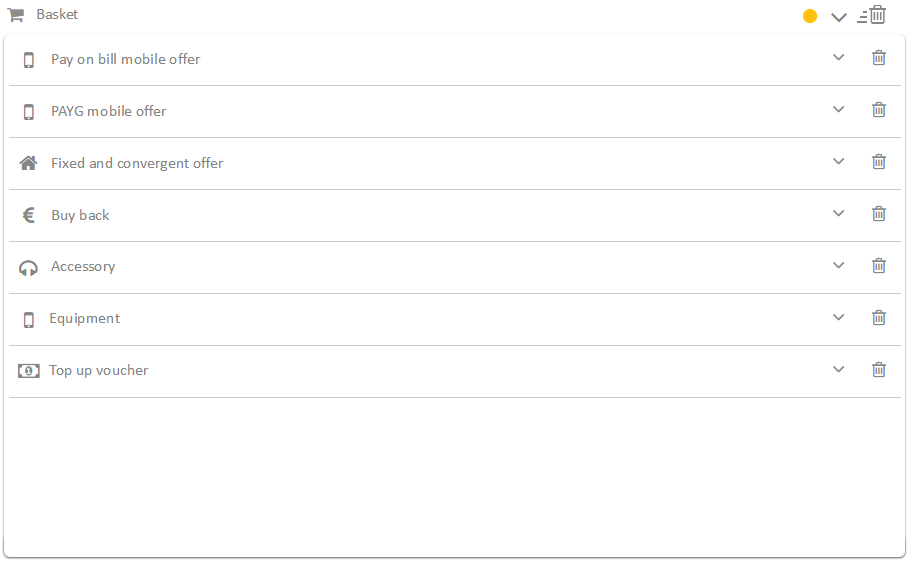 Basket
Pay on bill mobile offer
PAYG mobile offer
Fixed and convergent offer
Buy back
Accessory
Equipment
Top up voucher